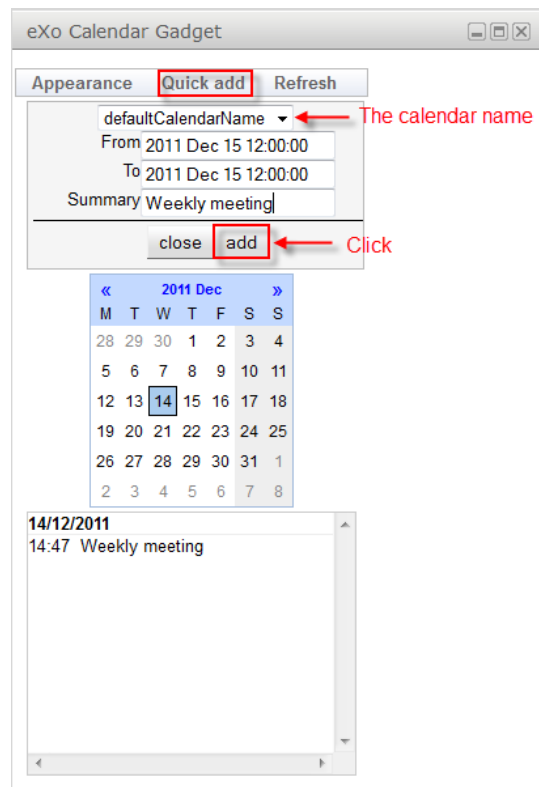 eXo Calendar Gadget
Appearance Quick add Refresh
defaultCalendarName The calendar name
From 2011 Dec 15 12:00:00
To 2011 Dec 15 12:00:00
Summary Weekly meeting
close add Click
« 2011 Dec »
M T W T F S S
28 29 30 1 2 3 4
5 6 7 8 9 10 11
12 13 14 15 16 17 18
19 20 21 22 23 24 25
26 27 28 29 30 31 1
2 3 4 5 6 7 8
14/12/2011
14:47 Weekly meeting